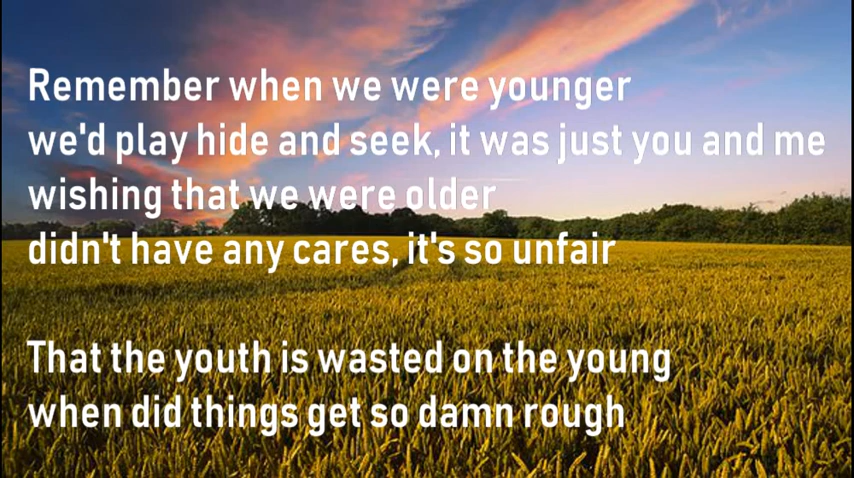 Remember when we were younger
we'd play hide and seek, it was just you and me
wishing that we were older
didn't have any cares, it's so unfair
That the youth is wasted on the young
when did things get so damn rough